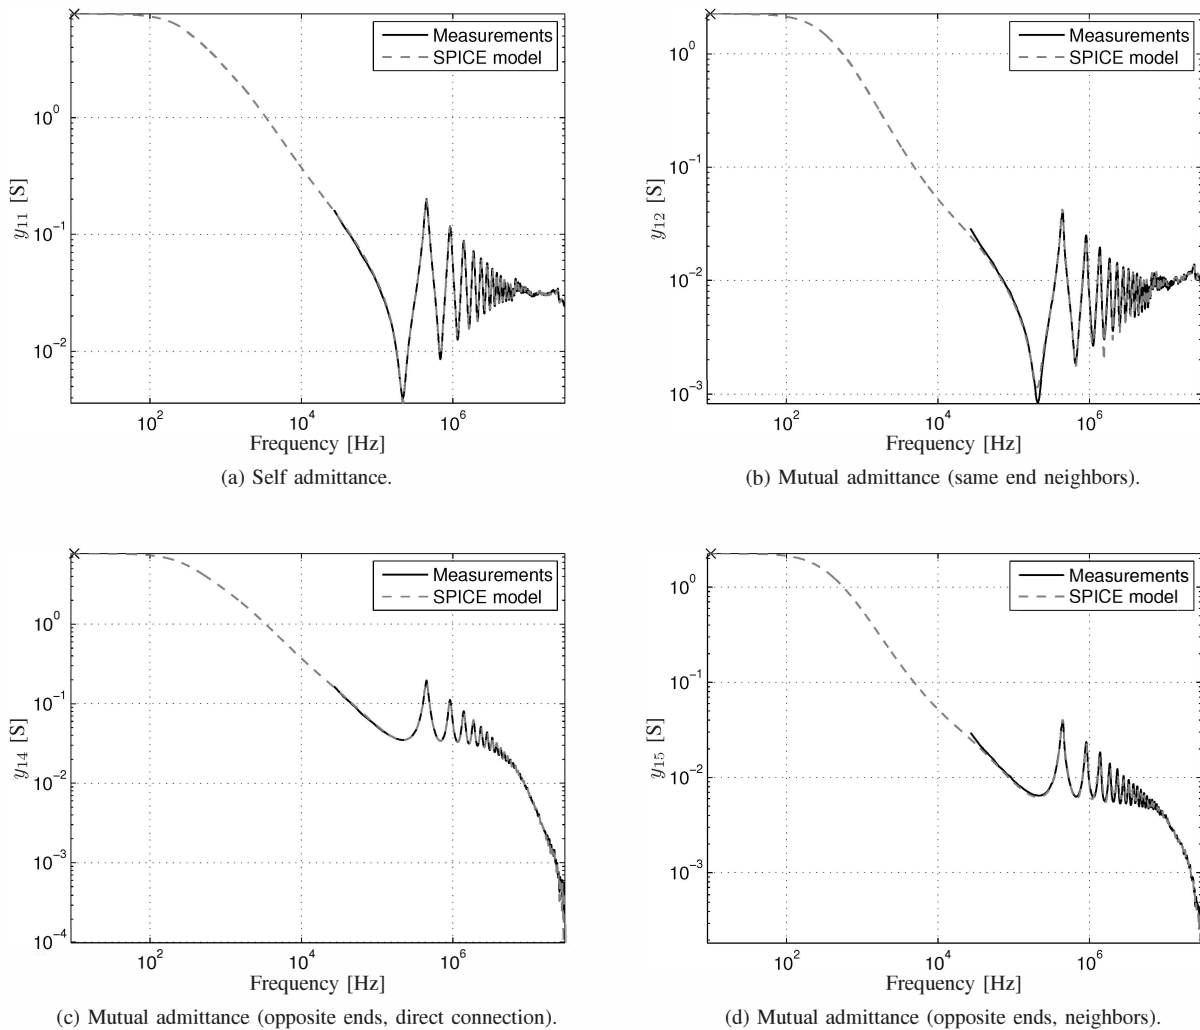 Measurements
SPICE model
10^0
10^−1
10^−2
y_11 [S]
10^2
10^4
10^6
Frequency [Hz]
(a) Self admittance.
Measurements
SPICE model
10^0
10^−1
10^−2
10^−3
y_12 [S]
10^2
10^4
10^6
Frequency [Hz]
(b) Mutual admittance (same end neighbors).
Measurements
SPICE model
10^0
10^−1
10^−2
10^−3
10^−4
y_14 [S]
10^2
10^4
10^6
Frequency [Hz]
(c) Mutual admittance (opposite ends, direct connection).
Measurements
SPICE model
10^0
10^−1
10^−2
10^−3
y_15 [S]
10^2
10^4
10^6
Frequency [Hz]
(d) Mutual admittance (opposite ends, neighbors).